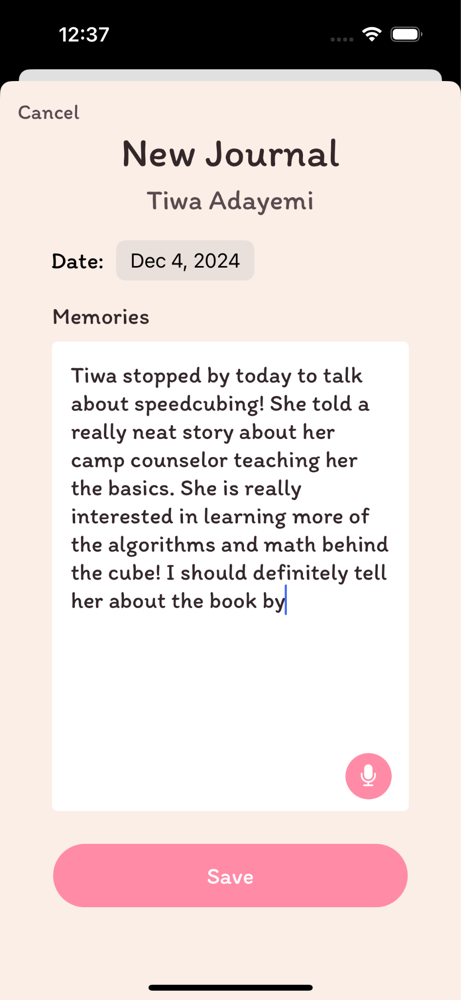 12:37
Cancel
New Journal
Tiwa Adayemi
Date: Dec 4, 2024
Memories
Tiwa stopped by today to talk
about speedcubing! She told a
really neat story about her
camp counselor teaching her
the basics. She is really
interested in learning more of
the algorithms and math behind
the cube! I should definitely tell
her about the book by
Save